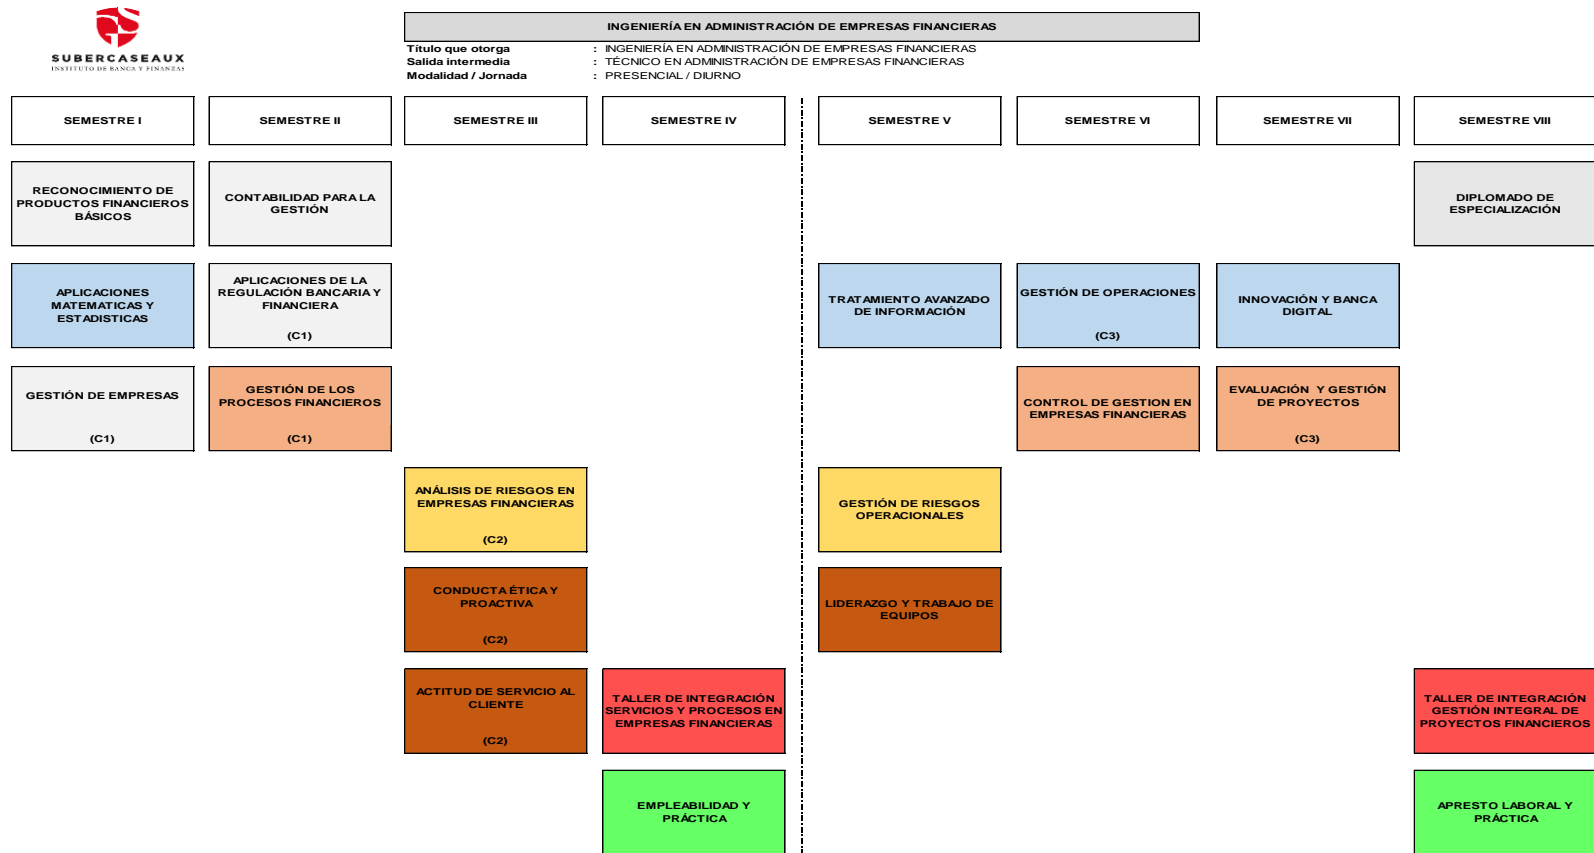 SUBERCASEAUX
INSTITUTO DE BANCA Y FINANZAS
INGENIERÍA EN ADMINISTRACIÓN DE EMPRESAS FINANCIERAS
Título que otorga : INGENIERÍA EN ADMINISTRACIÓN DE EMPRESAS FINANCIERAS
Salida intermedia : TÉCNICO EN ADMINISTRACIÓN DE EMPRESAS FINANCIERAS
Modalidad / Jornada : PRESENCIAL / DIURNO
SEMESTRE I
SEMESTRE II
SEMESTRE III
SEMESTRE IV
SEMESTRE V
SEMESTRE VI
SEMESTRE VII
SEMESTRE VIII
RECONOCIMIENTO DE
PRODUCTOS FINANCIEROS
BÁSICOS
CONTABILIDAD PARA LA
GESTIÓN
DIPLOMADO DE
ESPECIALIZACIÓN
APLICACIONES
MATEMATICAS Y
ESTADISTICAS
APLICACIONES DE LA
REGULACIÓN BANCARIA Y
FINANCIERA
(C1)
TRATAMIENTO AVANZADO
DE INFORMACIÓN
GESTIÓN DE OPERACIONES
(C3)
INNOVACIÓN Y BANCA
DIGITAL
GESTIÓN DE EMPRESAS
(C1)
GESTIÓN DE LOS
PROCESOS FINANCIEROS
(C1)
CONTROL DE GESTION EN
EMPRESAS FINANCIERAS
EVALUACIÓN Y GESTIÓN
DE PROYECTOS
(C3)
ANÁLISIS DE RIESGOS EN
EMPRESAS FINANCIERAS
(C2)
GESTIÓN DE RIESGOS
OPERACIONALES
CONDUCTA ÉTICA Y
PROACTIVA
(C2)
LIDERAZGO Y TRABAJO DE
EQUIPOS
ACTITUD DE SERVICIO AL
CLIENTE
(C2)
TALLER DE INTEGRACIÓN
SERVICIOS Y PROCESOS EN
EMPRESAS FINANCIERAS
TALLER DE INTEGRACIÓN
GESTIÓN INTEGRAL DE
PROYECTOS FINANCIEROS
EMPLEABILIDAD Y
PRÁCTICA
APRESTO LABORAL Y
PRÁCTICA